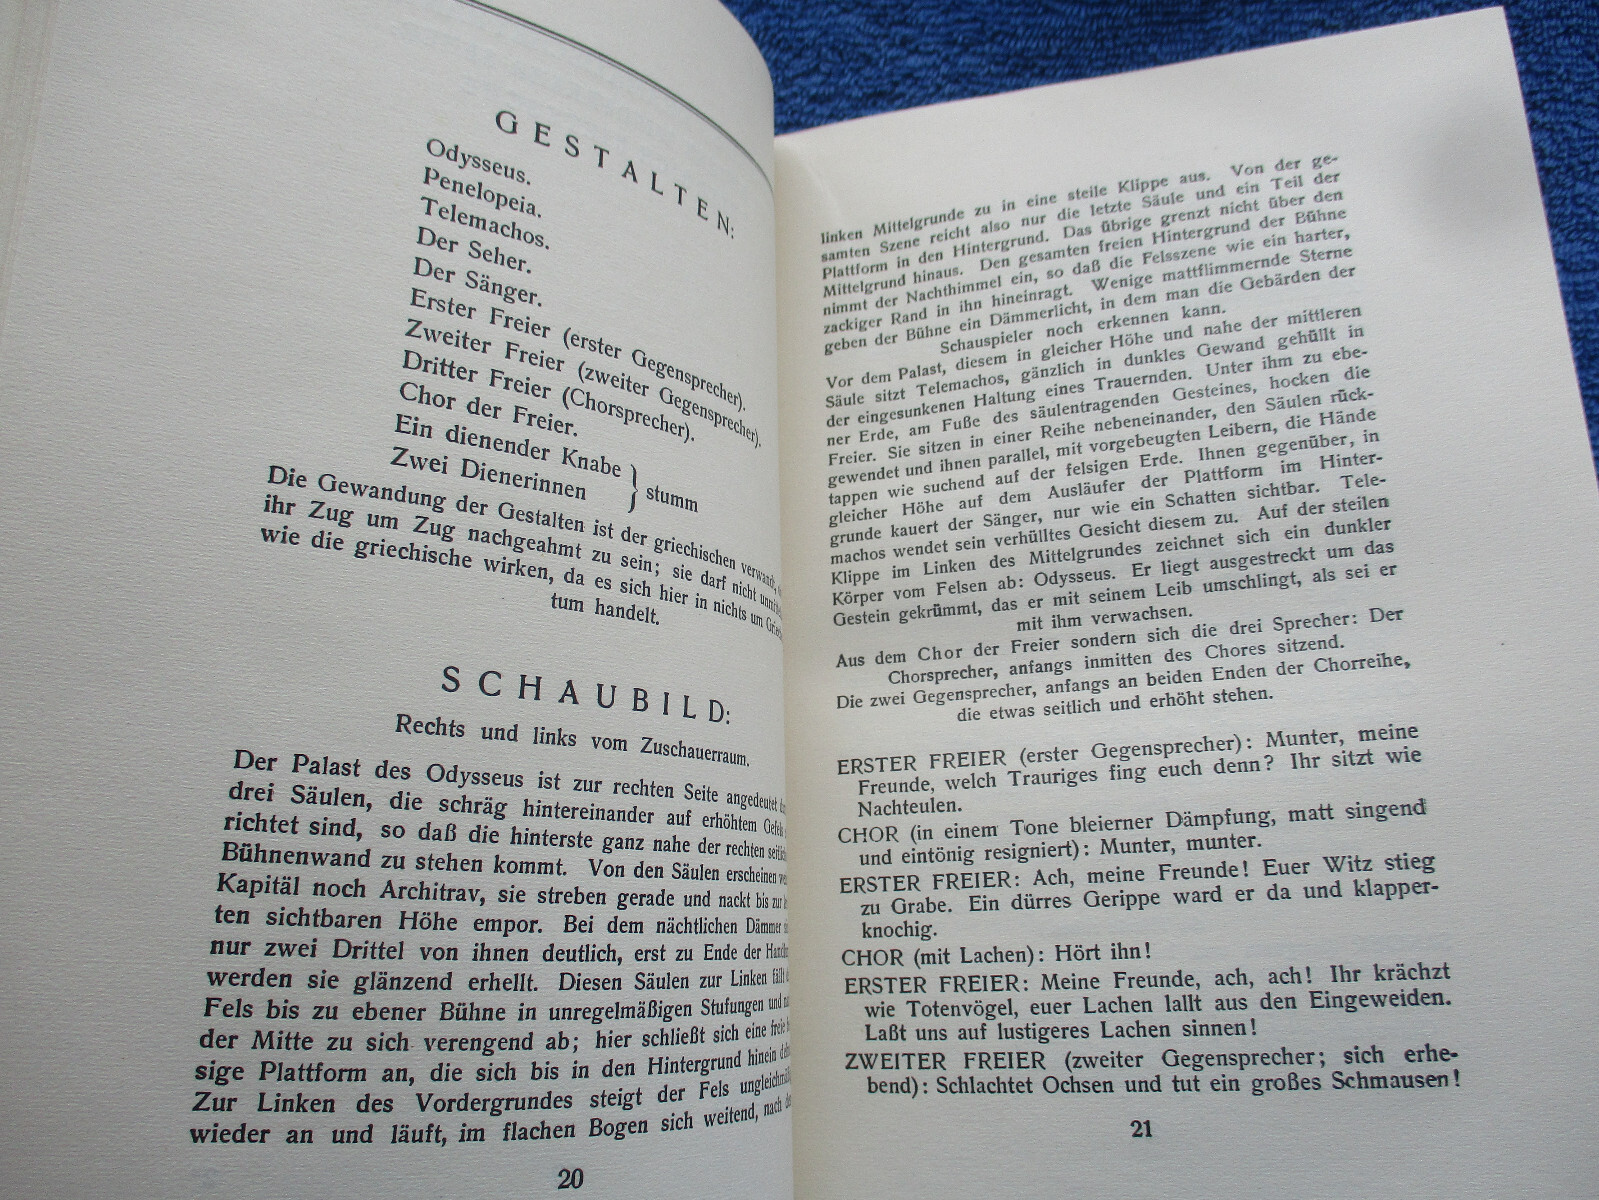 GESTALTEN:
Odysseus.
Penelopeia.
Telemachos.
Der Seher.
Der Sänger.
Erster Freier (erster Gegensprecher).
Zweiter Freier (zweiter Gegensprecher).
Dritter Freier (Chorsprecher).
Chor der Freier.
Ein dienender Knabe
Zwei Dienerinnen } stumm
Die Gewandung der Gestalten ist der griechischen verwandt,
ihr Zug um Zug nachgeahmt zu sein; sie darf nicht
wie die griechische wirken, da es sich hier in nichts um
tum handelt.
SCHAUBILD:
Rechts und links vom Zuschauerraum.
Der Palast des Odysseus ist zur rechten Seite angedeutet
drei Säulen, die schräg hintereinander auf erhöhtem
richtet sind, so daß die hinterste ganz nahe der rechten
Bühnenwand zu stehen kommt. Von den Säulen erscheinen
Kapitäl noch Architrav, sie streben gerade und nackt bis zur
ten sichtbaren Höhe empor. Bei dem nächtlichen Dämmer
nur zwei Drittel von ihnen deutlich, erst zu Ende der
werden sie glänzend erhellt. Diesen Säulen zur Linken fällt
Fels bis zu ebener Bühne in unregelmäßigen Stufungen und
der Mitte zu sich verengend ab; hier schließt sich eine freie
sige Plattform an, die sich bis in den Hintergrund hinein
Zur Linken des Vordergrundes steigt der Fels ungleichmäßig
wieder an und läuft, im flachen Bogen sich weitend, nach
20
linken Mittelgrunde zu in eine steile Klippe aus. Von der ge-
samten Szene reicht also nur die letzte Säule und ein Teil der
Plattform in den Hintergrund. Das übrige grenzt nicht über den
Mittelgrund hinaus. Den gesamten freien Hintergrund der Bühne
nimmt der Nachthimmel ein, so daß die Felsszene wie ein harter,
zackiger Rand in ihn hineinragt. Wenige mattflimmernde Sterne
geben der Bühne ein Dämmerlicht, in dem man die Gebärden der
Schauspieler noch erkennen kann.
Vor dem Palast, diesem in gleicher Höhe und nahe der mittleren
Säule sitzt Telemachos, gänzlich in dunkles Gewand gehüllt in
der eingesunkenen Haltung eines Trauernden. Unter ihm zu ebe-
ner Erde, am Fuße des säulentragenden Gesteines, hocken die
Freier. Sie sitzen in einer Reihe nebeneinander, den Säulen rück-
gewendet und ihnen parallel, mit vorgebeugten Leibern, die Hände
tappen wie suchend auf der felsigen Erde. Ihnen gegenüber, in
gleicher Höhe auf dem Ausläufer der Plattform im Hinter-
grunde kauert der Sänger, nur wie ein Schatten sichtbar. Tele-
machos wendet sein verhülltes Gesicht diesem zu. Auf der steilen
Klippe im Linken des Mittelgrundes zeichnet sich ein dunkler
Körper vom Felsen ab: Odysseus. Er liegt ausgestreckt um das
Gestein gekrümmt, das er mit seinem Leib umschlingt, als sei er
mit ihm verwachsen.
Aus dem Chor der Freier sondern sich die drei Sprecher: Der
Chorsprecher, anfangs inmitten des Chores sitzend.
Die zwei Gegensprecher, anfangs an beiden Enden der Chorreihe,
die etwas seitlich und erhöht stehen.
ERSTER FREIER (erster Gegensprecher): Munter, meine
Freunde, welch Trauriges fing euch denn? Ihr sitzt wie
Nachteulen.
CHOR (in einem Tone bleierner Dämpfung, matt singend
und eintönig resigniert): Munter, munter.
ERSTER FREIER: Ach, meine Freunde! Euer Witz stieg
zu Grabe. Ein dürres Gerippe ward er da und klapper-
knochig.
CHOR (mit Lachen): Hört ihn!
ERSTER FREIER: Meine Freunde, ach, ach! Ihr krächzt
wie Totenvögel, euer Lachen lallt aus den Eingeweiden.
Laßt uns auf lustigeres Lachen sinnen!
ZWEITER FREIER (zweiter Gegensprecher; sich erhe-
bend): Schlachtet Ochsen und tut ein großes Schmausen!
21